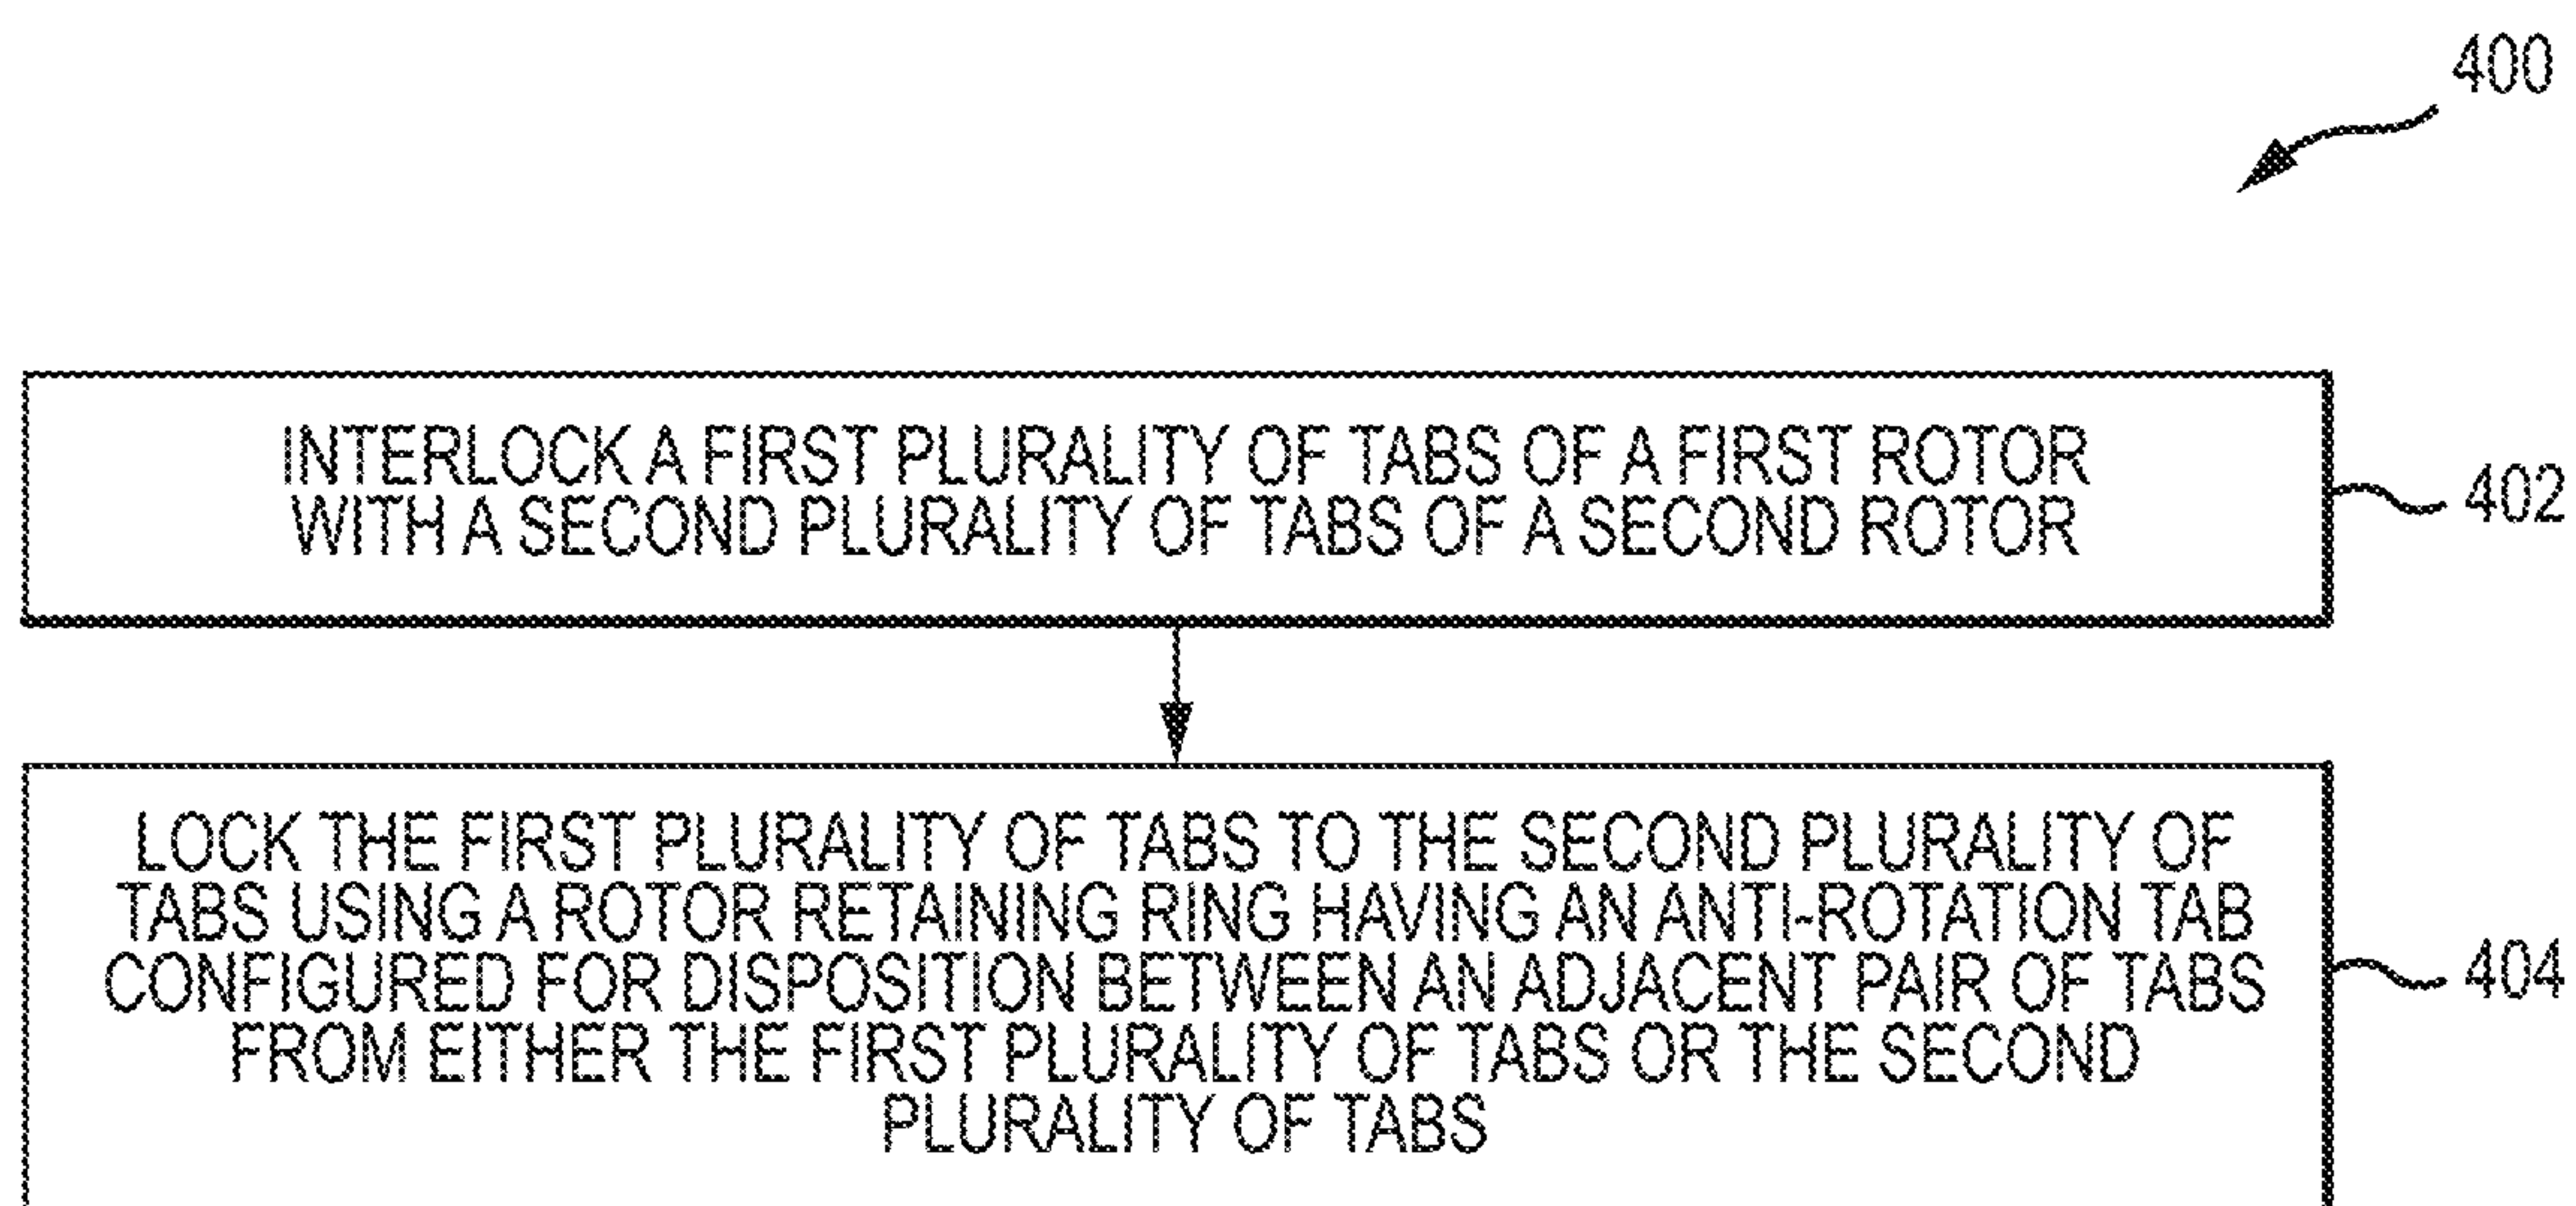 400
INTERLOCK A FIRST PLURALITY OF TABS OF A FIRST ROTOR
WITH A SECOND PLURALITY OF TABS OF A SECOND ROTOR
402
LOCK THE FIRST PLURALITY OF TABS TO THE SECOND PLURALITY OF
TABS USING A ROTOR RETAINING RING HAVING AN ANTI-ROTATION TAB
CONFIGURED FOR DISPOSITION BETWEEN AN ADJACENT PAIR OF TABS
FROM EITHER THE FIRST PLURALITY OF TABS OR THE SECOND
PLURALITY OF TABS
404